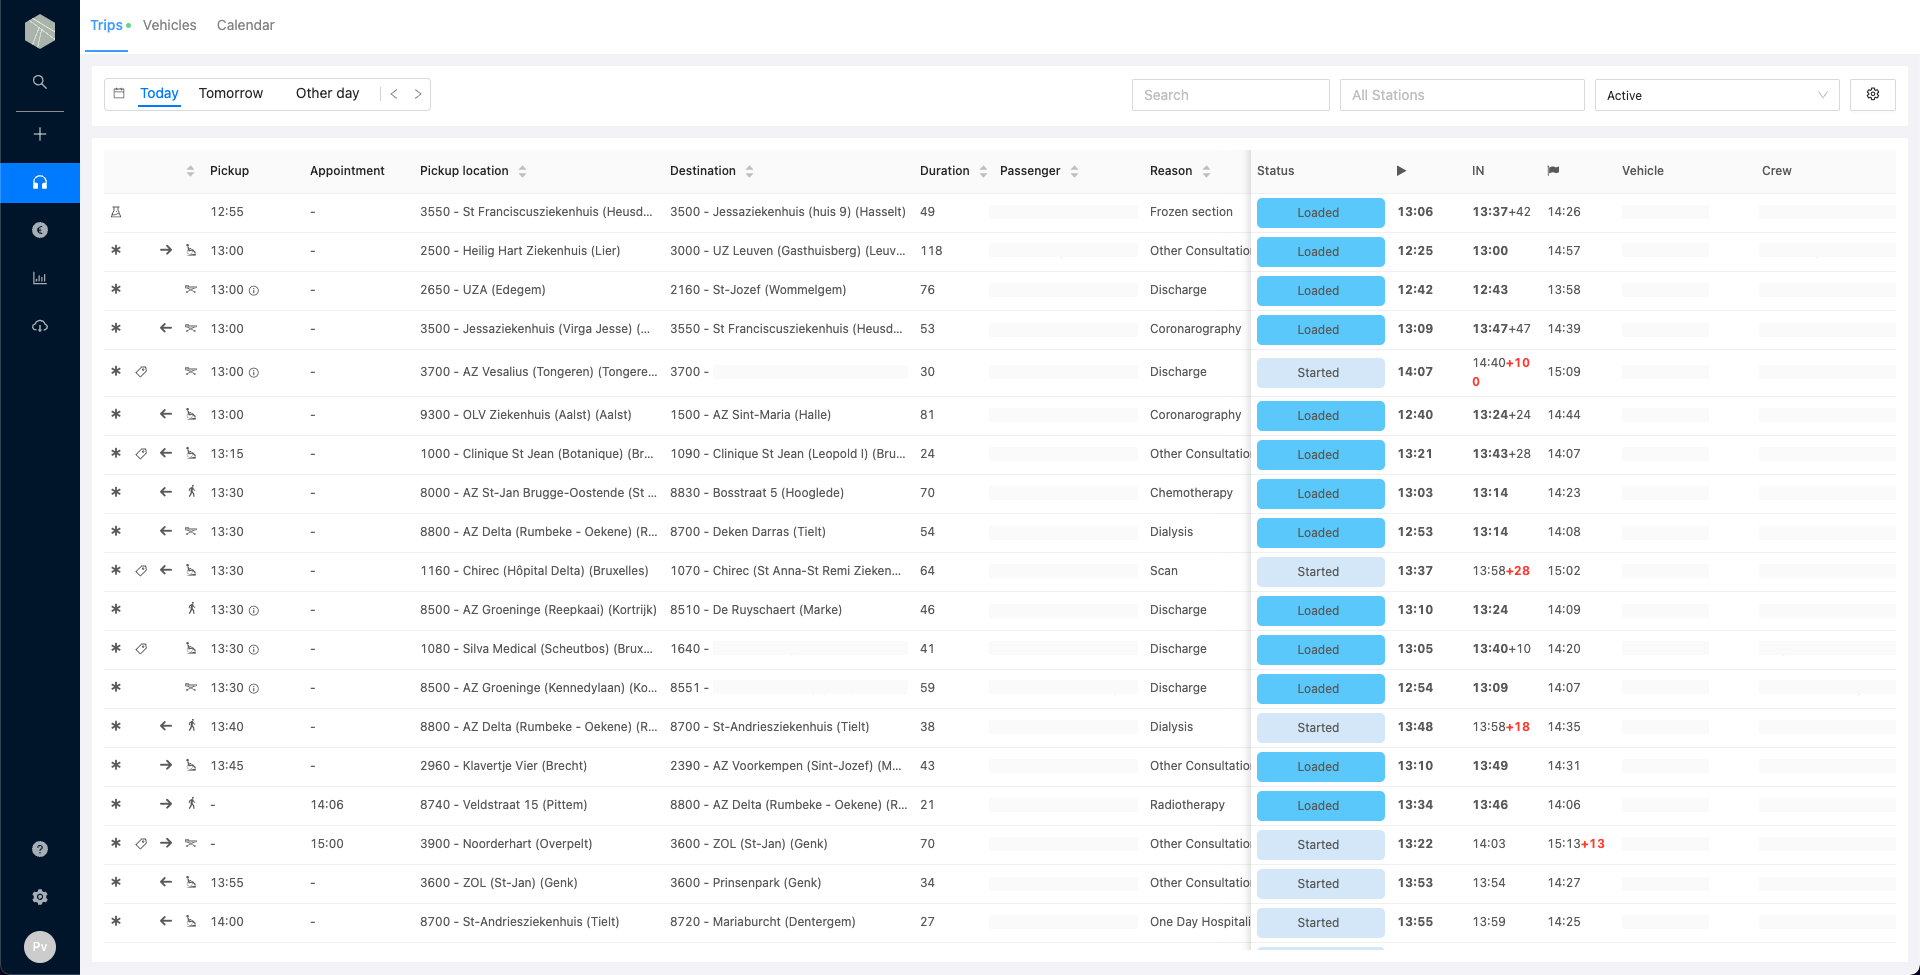 Trips Vehicles Calendar
Today Tomorrow Other day Search All Stations Active
Pickup Appointment Pickup location Destination Duration Passenger Reason Status IN Vehicle Crew
12:55 - 3550 - St Franciscusziekenhuis (Heusd... 3500 - Jessaziekenhuis (huis 9) (Hasselt) 49 Frozen section Loaded 13:06 13:37+42 14:26
13:00 - 2500 - Heilig Hart Ziekenhuis (Lier) 3000 - UZ Leuven (Gasthuisberg) (Leuv... 118 Other Consultatio Loaded 12:25 13:00 14:57
13:00 - 2650 - UZA (Edegem) 2160 - St-Jozef (Wommelgem) 76 Discharge Loaded 12:42 12:43 13:58
13:00 - 3500 - Jessaziekenhuis (Virga Jesse) (... 3550 - St Franciscusziekenhuis (Heusd... 53 Coronarography Loaded 13:09 13:47+47 14:39
13:00 - 3700 - AZ Vesalius (Tongeren) (Tongere... 3700 - 30 Discharge Started 14:07 14:40+100 15:09
13:00 - 9300 - OLV Ziekenhuis (Aalst) (Aalst) 1500 - AZ Sint-Maria (Halle) 81 Coronarography Loaded 12:40 13:24+24 14:44
13:15 - 1000 - Clinique St Jean (Botanique) (Br... 1090 - Clinique St Jean (Leopold I) (Bru... 24 Other Consultatio Loaded 13:21 13:43+28 14:07
13:30 - 8000 - AZ St-Jan Brugge-Oostende (St ... 8830 - Bosstraat 5 (Hooglede) 70 Chemotherapy Loaded 13:03 13:14 14:23
13:30 - 8800 - AZ Delta (Rumbeke - Oekene) (R... 8700 - Deken Darras (Tielt) 54 Dialysis Loaded 12:53 13:14 14:08
13:30 - 1160 - Chirec (Hôpital Delta) (Bruxelles) 1070 - Chirec (St Anna-St Remi Zieken... 64 Scan Started 13:37 13:58+28 15:02
13:30 - 8500 - AZ Groeninge (Reepkaai) (Kortrijk) 8510 - De Ruyschaert (Marke) 46 Discharge Loaded 13:10 13:24 14:09
13:30 - 1080 - Silva Medical (Scheutbos) (Brux... 1640 - 41 Discharge Loaded 13:05 13:40+10 14:20
13:30 - 8500 - AZ Groeninge (Kennedylaan) (Ko... 8551 - 59 Discharge Loaded 12:54 13:09 14:07
13:40 - 8800 - AZ Delta (Rumbeke - Oekene) (R... 8700 - St-Andriesziekenhuis (Tielt) 38 Dialysis Started 13:48 13:58+18 14:35
13:45 - 2960 - Klavertje Vier (Brecht) 2390 - AZ Voorkempen (Sint-Jozef) (M... 43 Other Consultatio Loaded 13:10 13:49 14:31
- 14:06 8740 - Veldstraat 15 (Pittem) 8800 - AZ Delta (Rumbeke - Oekene) (R... 21 Radiotherapy Loaded 13:34 13:46 14:06
- 15:00 3900 - Noorderhart (Overpelt) 3600 - ZOL (St-Jan) (Genk) 70 Other Consultatio Started 13:22 14:03 15:13+13
13:55 - 3600 - ZOL (St-Jan) (Genk) 3600 - Prinsenpark (Genk) 34 Other Consultatio Started 13:53 13:54 14:27
14:00 - 8700 - St-Andriesziekenhuis (Tielt) 8720 - Mariaburcht (Dentergem) 27 One Day Hospitali Started 13:55 13:59 14:25
Pv